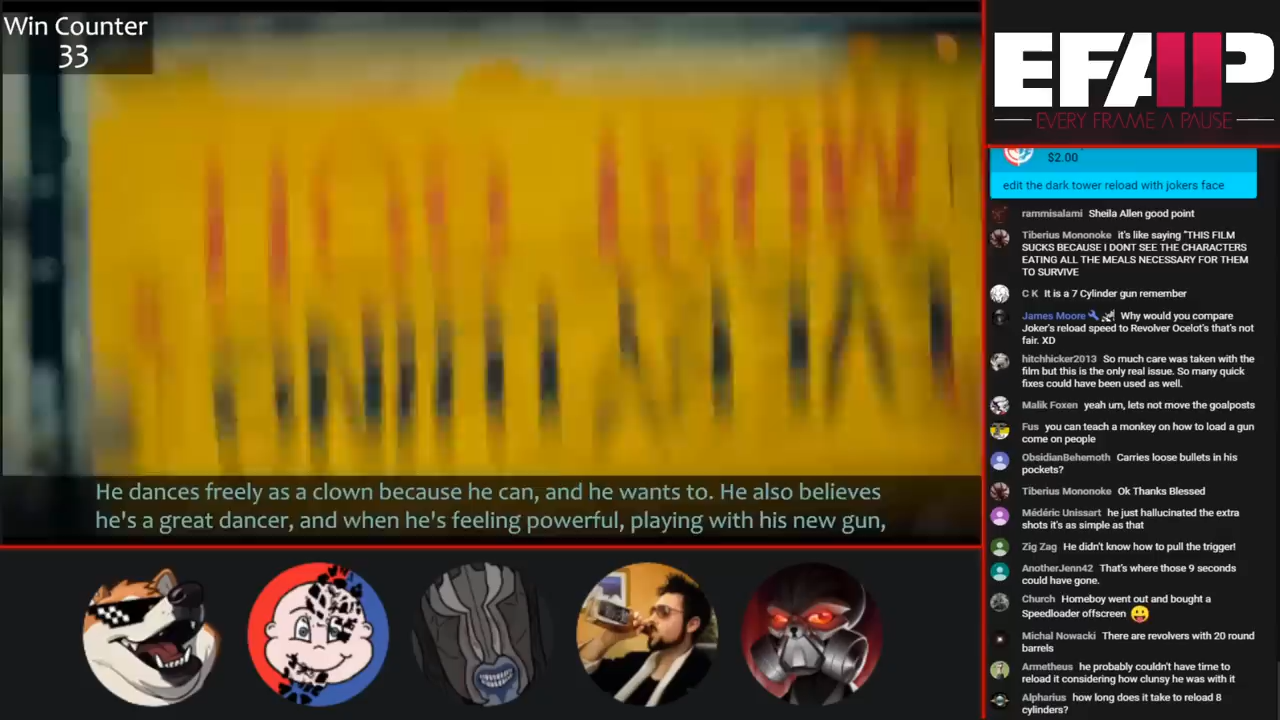 Win Counter
33
He dances freely as a clown because he can, and he wants to. He also believes
he's a great dancer, and when he's feeling powerful, playing with his new gun,
EFAP
EVERY FRAME A PAUSE
$2.00
edit the dark tower reload with jokers face
rammisalami Sheila Allen good point
Tiberius Mononoke it's like saying "THIS FILM
SUCKS BECAUSE I DONT SEE THE CHARACTERS
EATING ALL THE MEALS NECESSARY FOR THEM
TO SURVIVE
C K It is a 7 Cylinder gun remember
James Moore Why would you compare
Joker's reload speed to Revolver Ocelot's that's not
fair. XD
hitchhicker2013 So much care was taken with the
film but this is the only real issue. So many quick
fixes could have been used as well.
Malik Foxen yeah um, lets not move the goalposts
Fus you can teach a monkey on how to load a gun
come on people
ObsidianBehemoth Carries loose bullets in his
pockets?
Tiberius Mononoke Ok Thanks Blessed
Médéric Unissart he just hallucinated the extra
shots it's as simple as that
Zig Zag He didn't know how to pull the trigger!
AnotherJenn42 That's where those 9 seconds
could have gone.
Church Homeboy went out and bought a
Speedloader offscreen 😛
Michal Nowacki There are revolvers with 20 round
barrels
Armetheus he probably couldn't have time to
reload it considering how clunsy he was with it
Alpharius how long does it take to reload 8
cylinders?